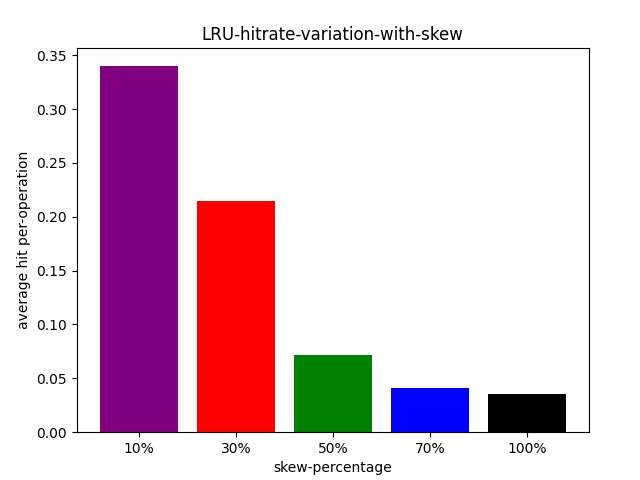 LRU-hitrate-variation-with-skew
average hit per-operation
0.35
0.30
0.25
0.20
0.15
0.10
0.05
0.00
10% 30% 50% 70% 100%
skew-percentage